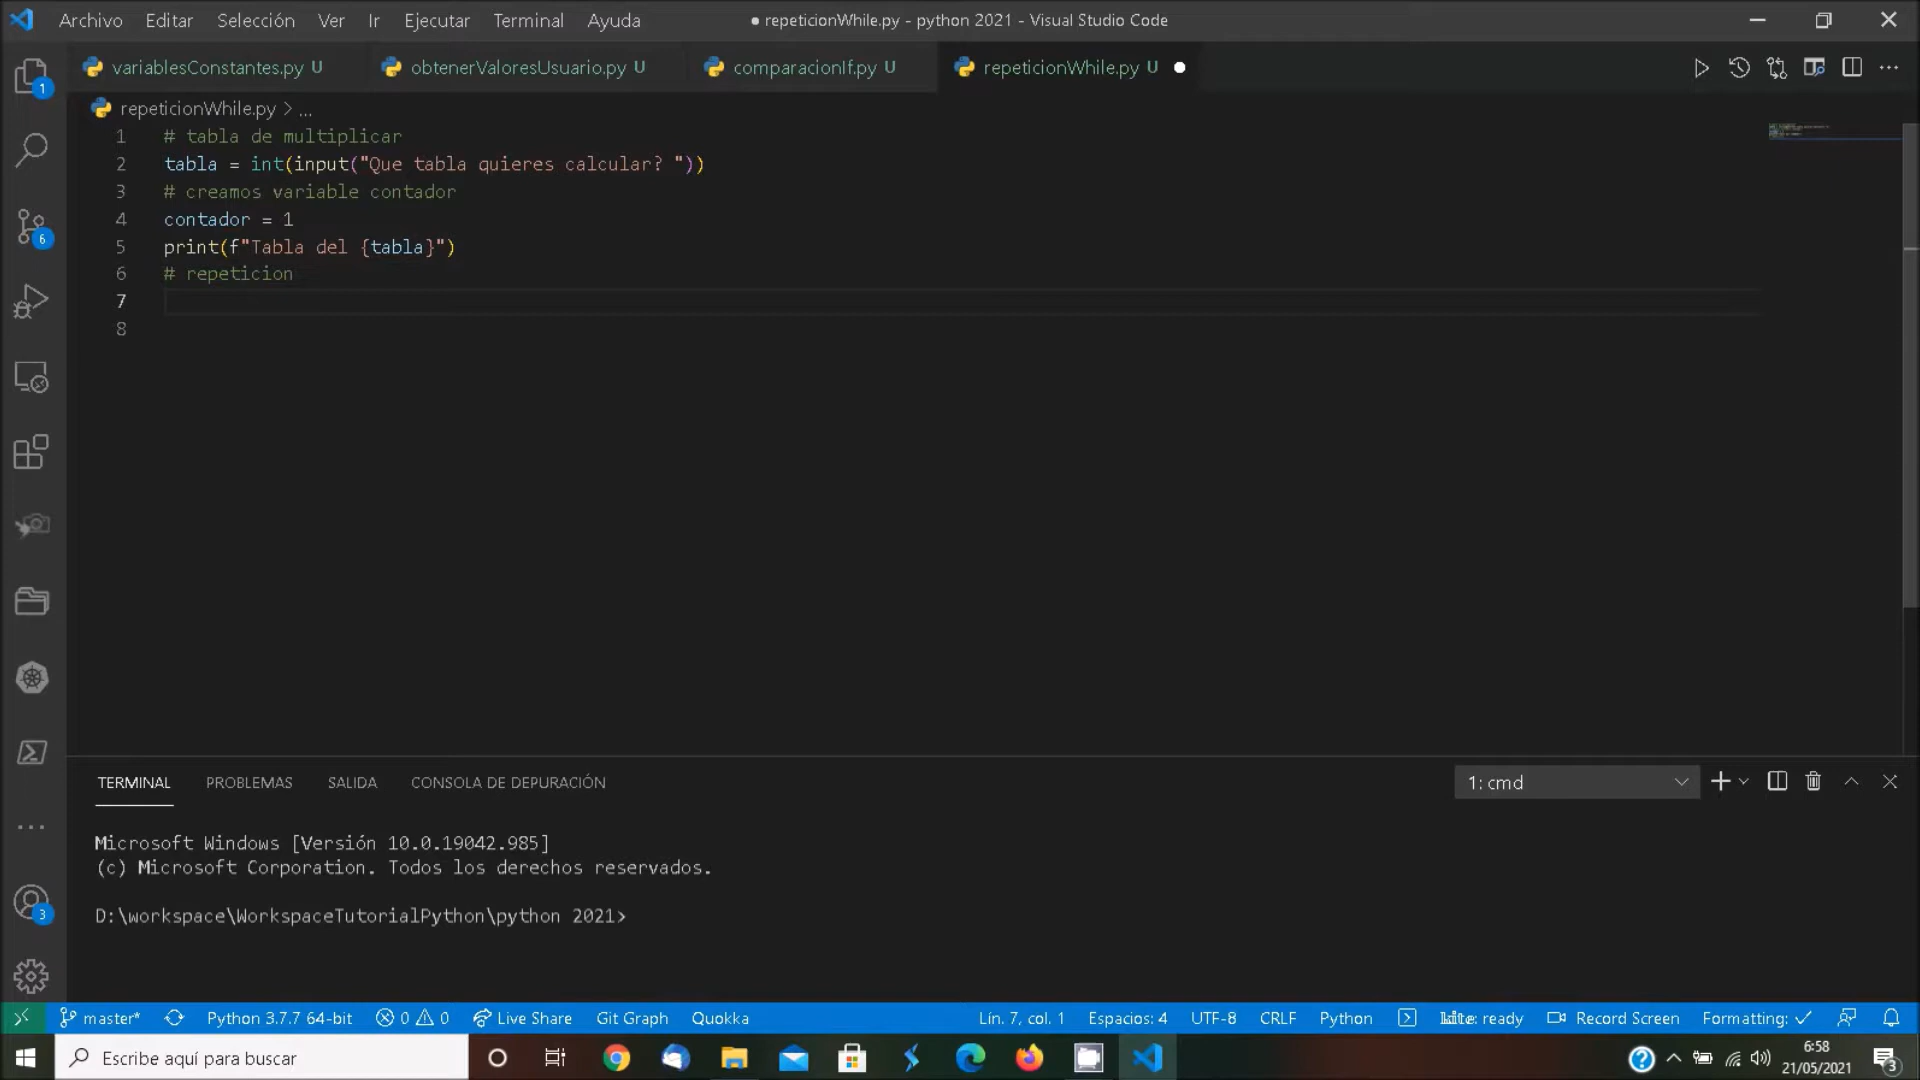 Archivo Editar Selección Ver Ir Ejecutar Terminal Ayuda
● repeticionWhile.py - python 2021 - Visual Studio Code
variablesConstantes.py U
obtenerValoresUsuario.py U
comparacionIf.py U
repeticionWhile.py U
repeticionWhile.py > ...
1 # tabla de multiplicar
2 tabla = int(input("Que tabla quieres calcular? "))
3 # creamos variable contador
4 contador = 1
5 print(f"Tabla del {tabla}")
6 # repeticion
7
8
1
6
3
TERMINAL PROBLEMAS SALIDA CONSOLA DE DEPURACIÓN
1: cmd
Microsoft Windows [Versión 10.0.19042.985]
(c) Microsoft Corporation. Todos los derechos reservados.
D:\workspace\WorkspaceTutorialPython\python 2021>
master* Python 3.7.7 64-bit 0 0 Live Share Git Graph Quokka
Lín. 7, col. 1 Espacios: 4 UTF-8 CRLF Python ready Record Screen Formatting: ✓
Escribe aquí para buscar
6:58
21/05/2021
3